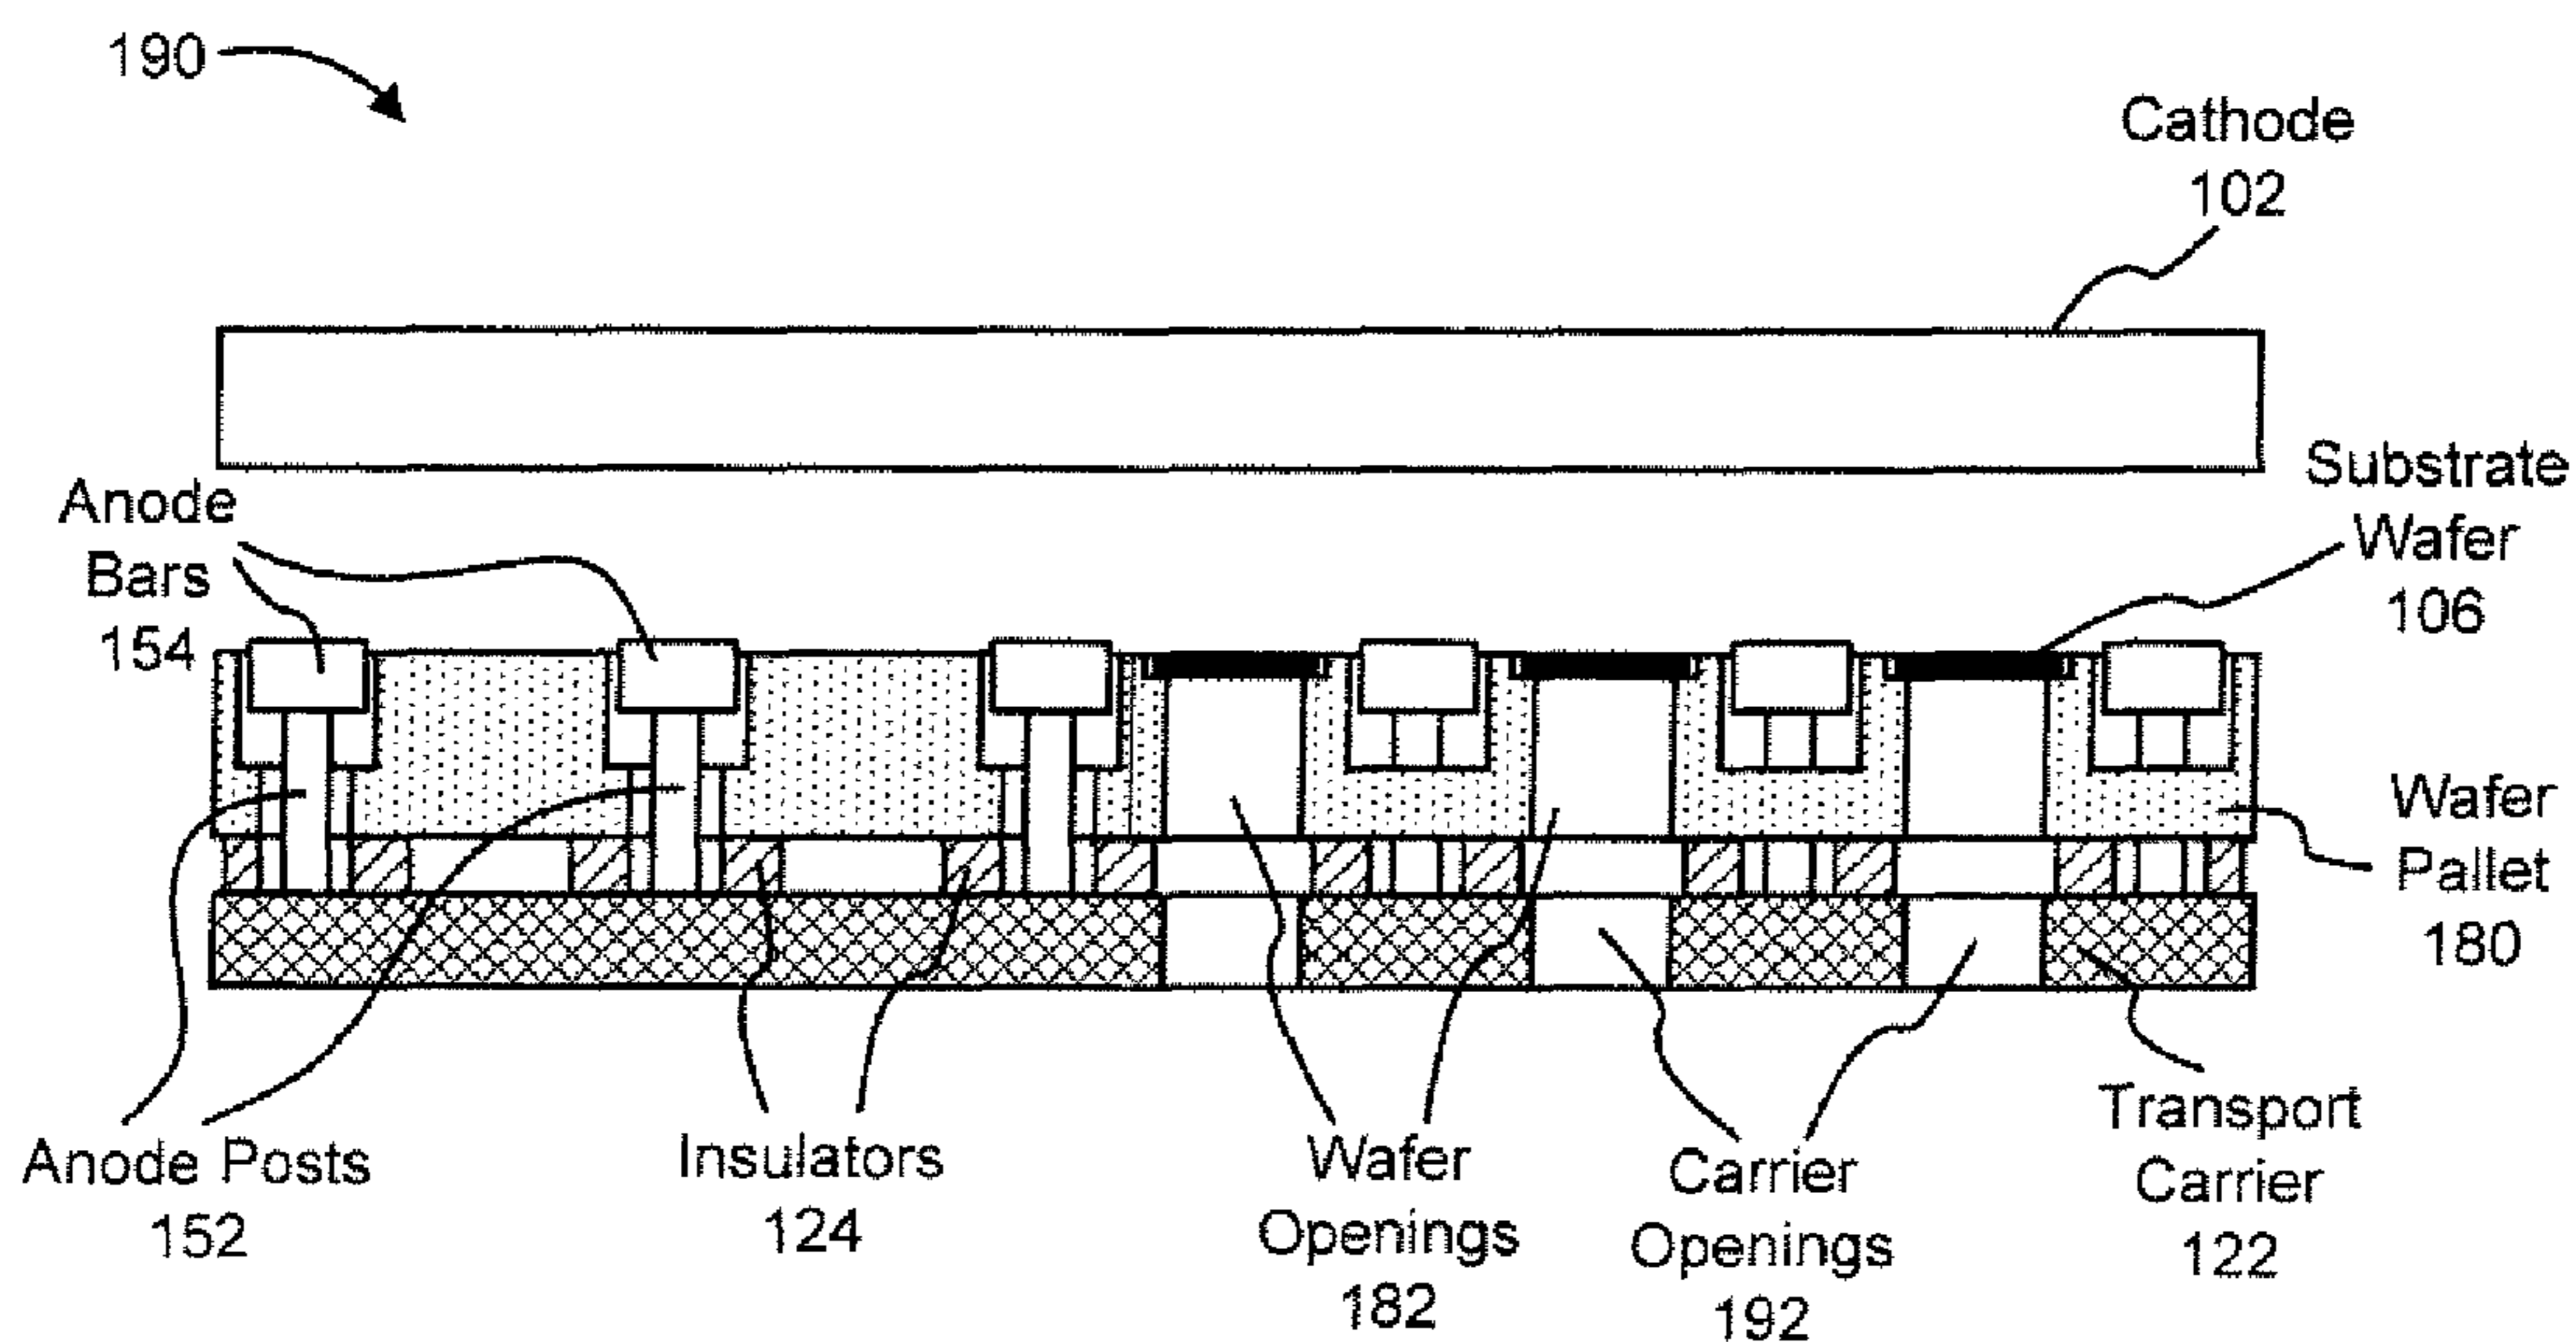 190
Cathode
102
Substrate
Wafer
106
Anode
Bars
154
Wafer
Pallet
180
Anode Posts
152
Insulators
124
Wafer
Openings
182
Carrier
Openings
192
Transport
Carrier
122